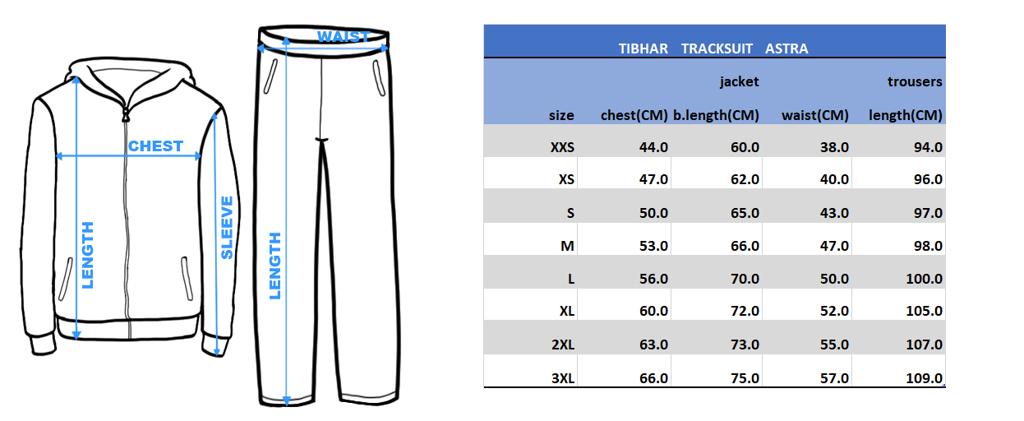 WAIST
CHEST
LENGTH
SLEEVE
LENGTH
TIBHAR TRACKSUIT ASTRA
jacket trousers
size chest(CM) b.length(CM) waist(CM) length(CM)
XXS 44.0 60.0 38.0 94.0
XS 47.0 62.0 40.0 96.0
S 50.0 65.0 43.0 97.0
M 53.0 66.0 47.0 98.0
L 56.0 70.0 50.0 100.0
XL 60.0 72.0 52.0 105.0
2XL 63.0 73.0 55.0 107.0
3XL 66.0 75.0 57.0 109.0